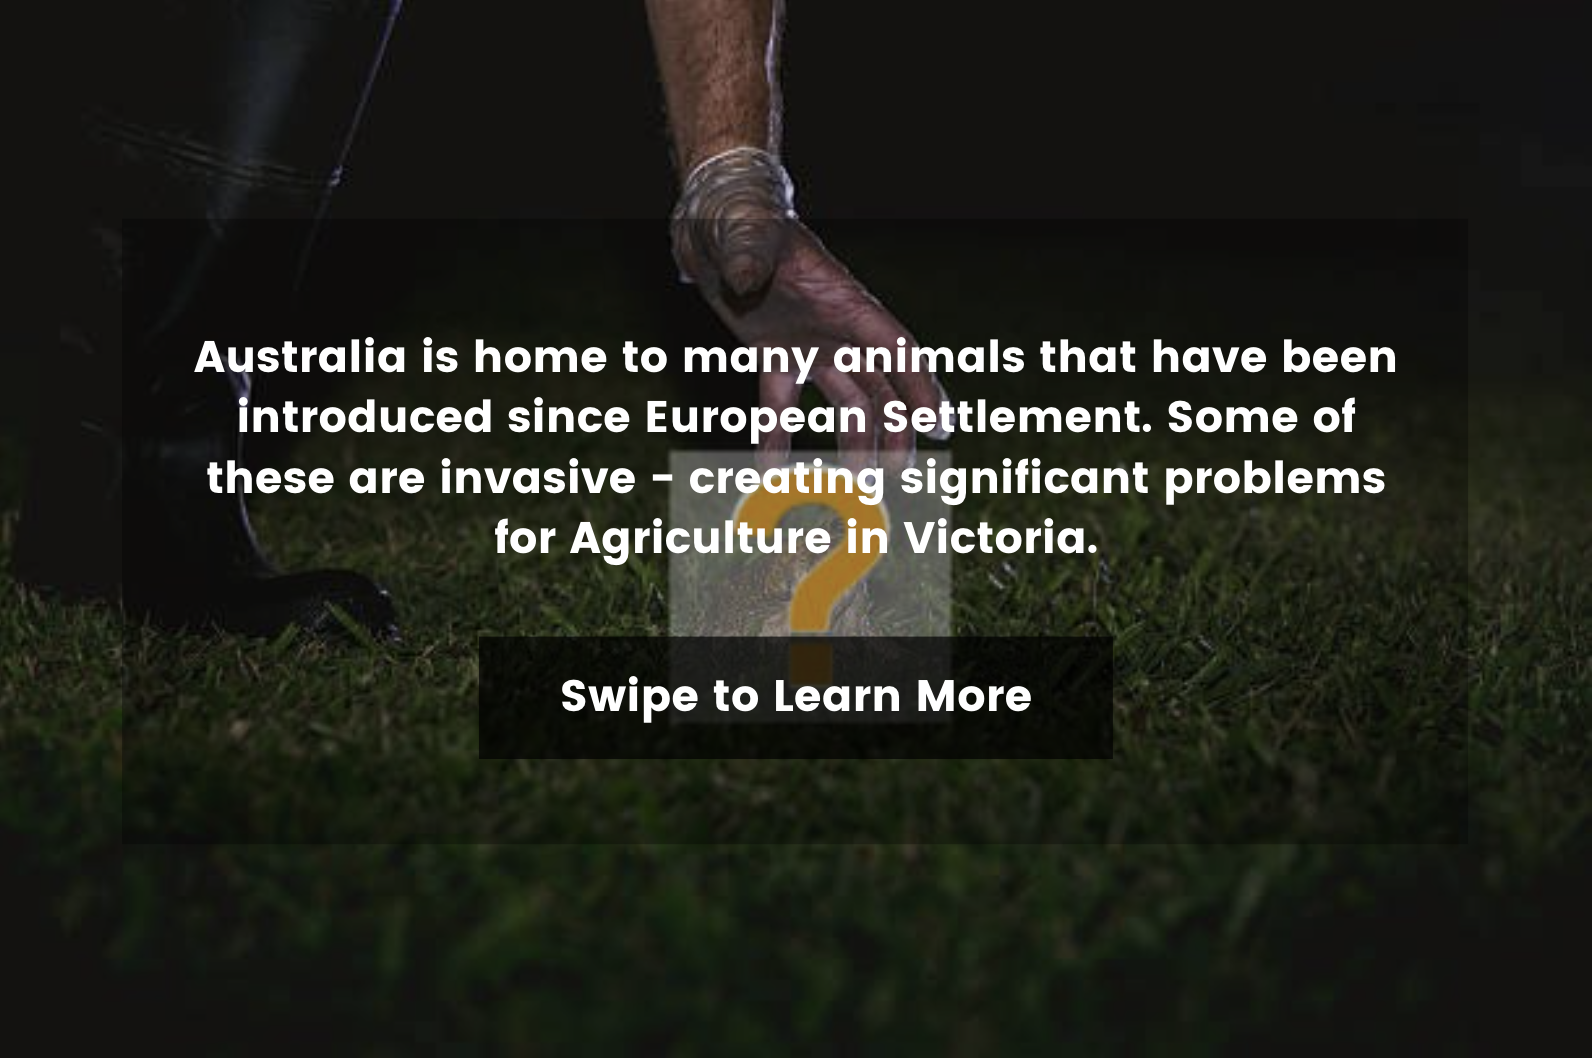 Australia is home to many animals that have been
introduced since European Settlement. Some of
these are invasive - creating significant problems
for Agriculture in Victoria.
?
Swipe to Learn More